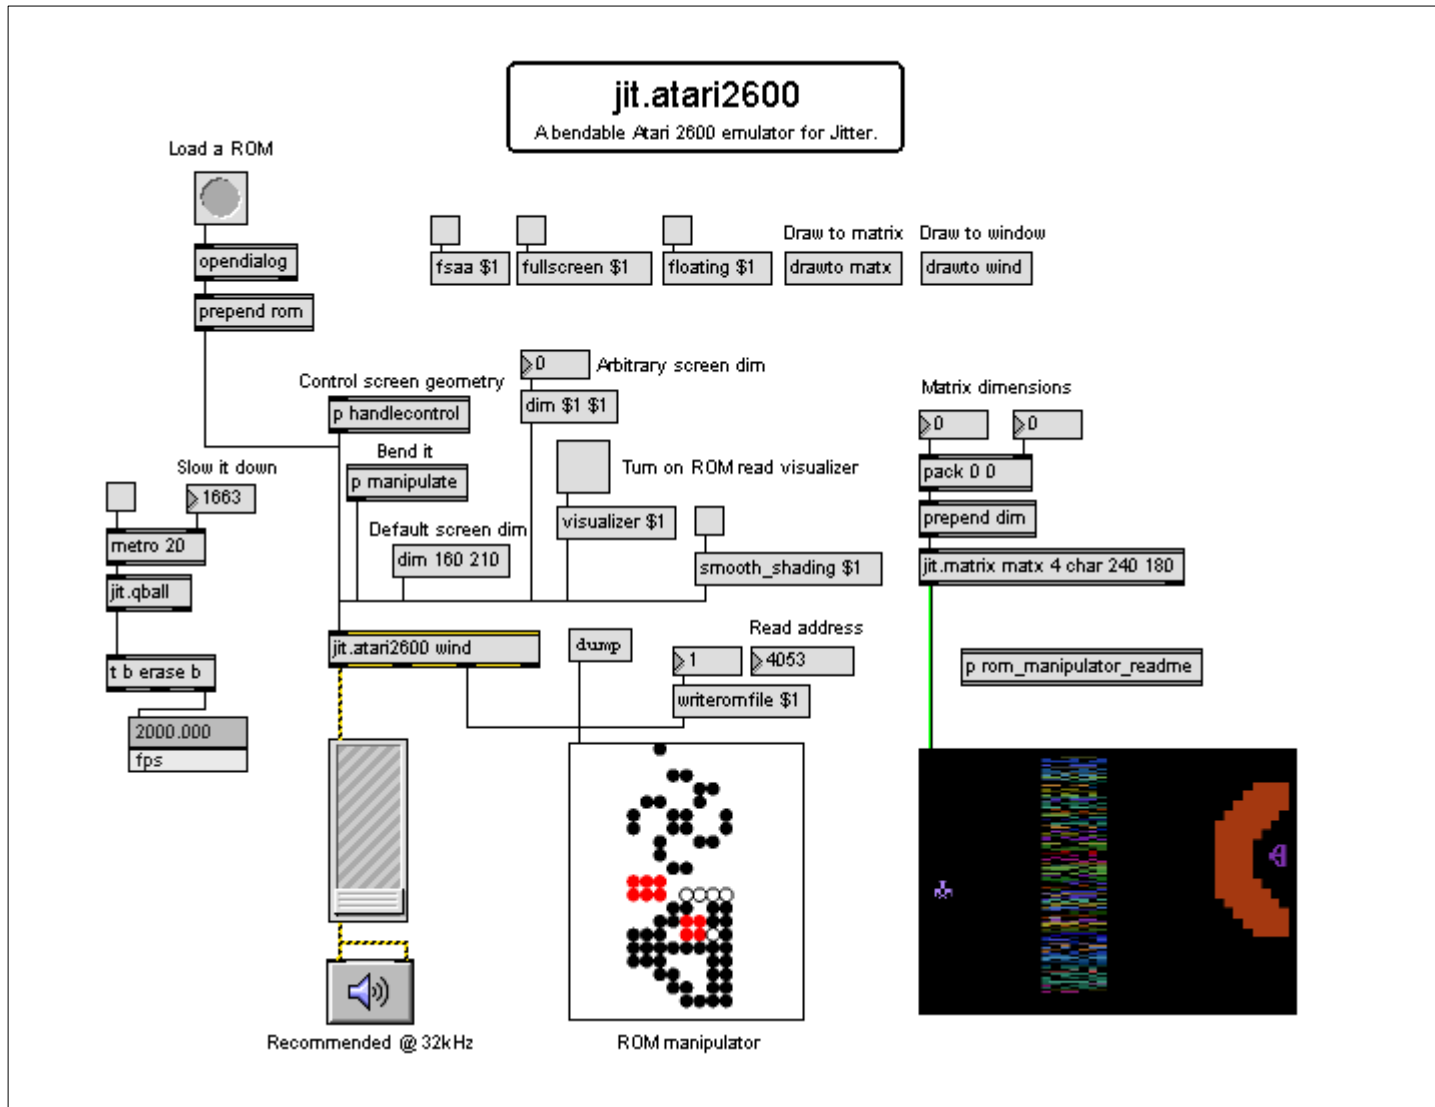 jit.atari2600
A bendable Atari 2600 emulator for Jitter.
Load a ROM
opendialog
prepend rom
fsaa $1
fullscreen $1
floating $1
Draw to matrix
drawto matx
Draw to window
drawto wind
Control screen geometry
p handlecontrol
0
Arbitrary screen dim
dim $1 $1
Bend it
p manipulate
Turn on ROM read visualizer
visualizer $1
Default screen dim
dim 160 210
smooth_shading $1
Slow it down
1663
metro 20
jit.qball
t b erase b
2000.000
fps
Matrix dimensions
0
0
pack 0 0
prepend dim
jit.matrix matx 4 char 240 180
jit.atari2600 wind
dump
Read address
1
4053
writeromfile $1
p rom_manipulator_readme
Recommended @ 32kHz
ROM manipulator